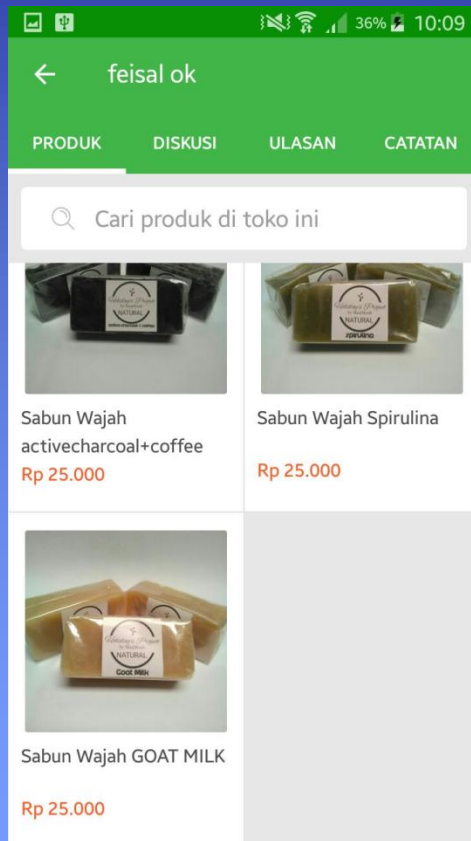 36% 10:09
feisal ok
PRODUK DISKUSI ULASAN CATATAN
Cari produk di toko ini
NATURAL
activecharcoal+coffee
NATURAL
spirulina
Sabun Wajah
activecharcoal+coffee
Rp 25.000
Sabun Wajah Spirulina
Rp 25.000
NATURAL
Goat Milk
Sabun Wajah GOAT MILK
Rp 25.000